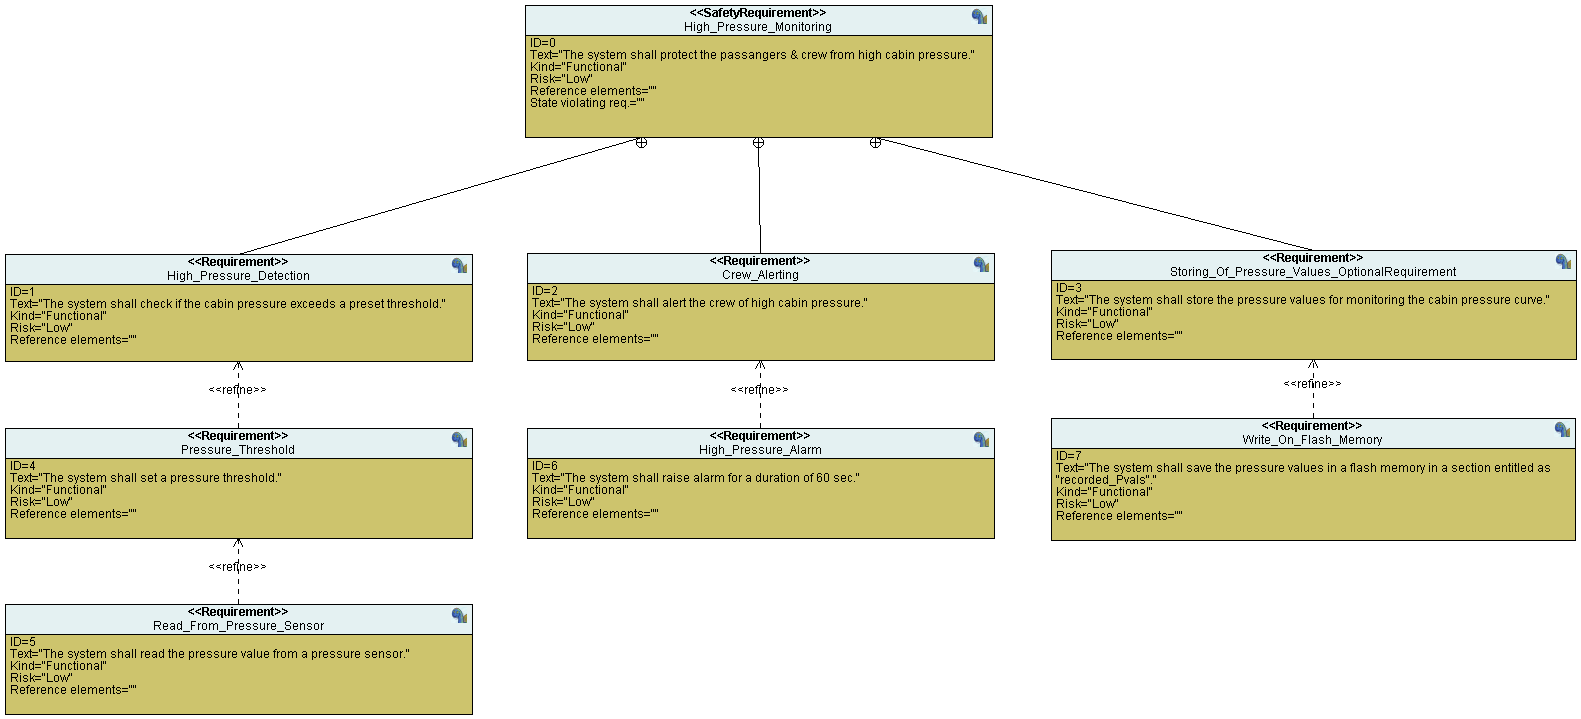 <<SafetyRequirement>>
High_Pressure_Monitoring
ID=0
Text="The system shall protect the passangers & crew from high cabin pressure."
Kind="Functional"
Risk="Low"
Reference elements=""
State violating req.=""
<<Requirement>>
High_Pressure_Detection
ID=1
Text="The system shall check if the cabin pressure exceeds a preset threshold."
Kind="Functional"
Risk="Low"
Reference elements=""
<<Requirement>>
Crew_Alerting
ID=2
Text="The system shall alert the crew of high cabin pressure."
Kind="Functional"
Risk="Low"
Reference elements=""
<<Requirement>>
Storing_Of_Pressure_Values_OptionalRequirement
ID=3
Text="The system shall store the pressure values for monitoring the cabin pressure curve."
Kind="Functional"
Risk="Low"
Reference elements=""
<<refine>>
<<refine>>
<<refine>>
<<Requirement>>
Pressure_Threshold
ID=4
Text="The system shall set a pressure threshold."
Kind="Functional"
Risk="Low"
Reference elements=""
<<Requirement>>
High_Pressure_Alarm
ID=6
Text="The system shall raise alarm for a duration of 60 sec."
Kind="Functional"
Risk="Low"
Reference elements=""
<<Requirement>>
Write_On_Flash_Memory
ID=7
Text="The system shall save the pressure values in a flash memory in a section entitled as
"recorded_Pvals"."
Kind="Functional"
Risk="Low"
Reference elements=""
<<refine>>
<<Requirement>>
Read_From_Pressure_Sensor
ID=5
Text="The system shall read the pressure value from a pressure sensor."
Kind="Functional"
Risk="Low"
Reference elements=""